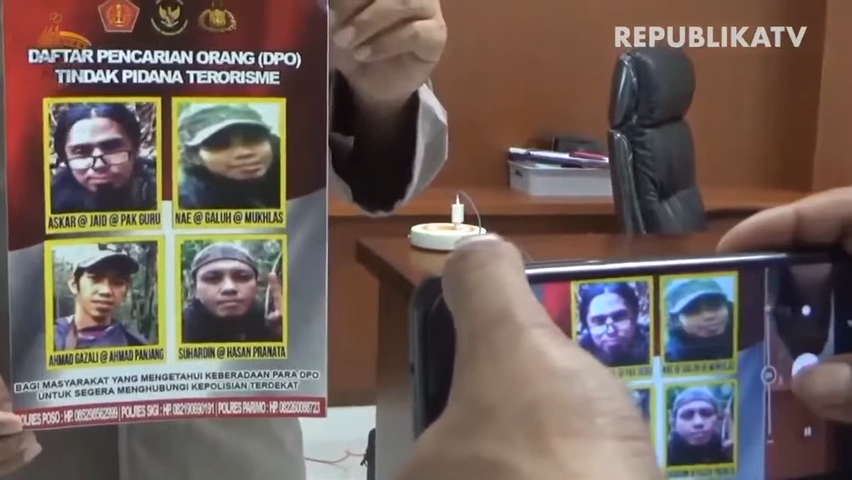 REPUBLIKATV
DAFTAR PENCARIAN ORANG (DPO)
TINDAK PIDANA TERORISME
ASKAR @ JAID @ PAK GURU
NAE @ GALUH @ MUKHLAS
AHMAD GAZALI @ AHMAD PANJANG
SUHARDIN @ HASAN PRANATA
BAGI MASYARAKAT YANG MENGETAHUI KEBERADAAN PARA DPO
UNTUK SEGERA MENGHUBUNGI KEPOLISIAN TERDEKAT
POLRES POSO : HP. 085298562999 | POLRES SIGI : HP. 082190690191 | POLRES PARIMO : HP.